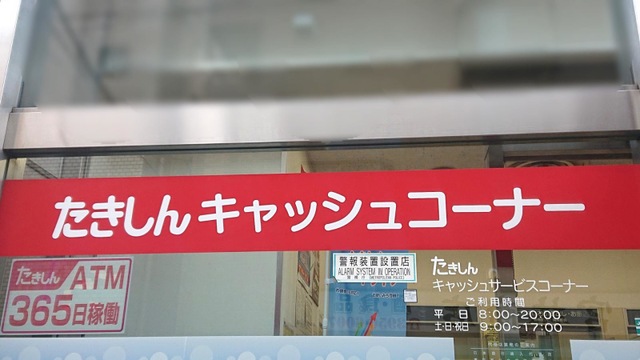 たきしんキャッシュコーナー
たきしん ATM
365日稼働
警報装置設置店
ALARM SYSTEM IN OPERATION
たきしん
キャッシュサービスコーナー
ご利用時間
平日 8:00~20:00
土・日・祝日 9:00~17:00